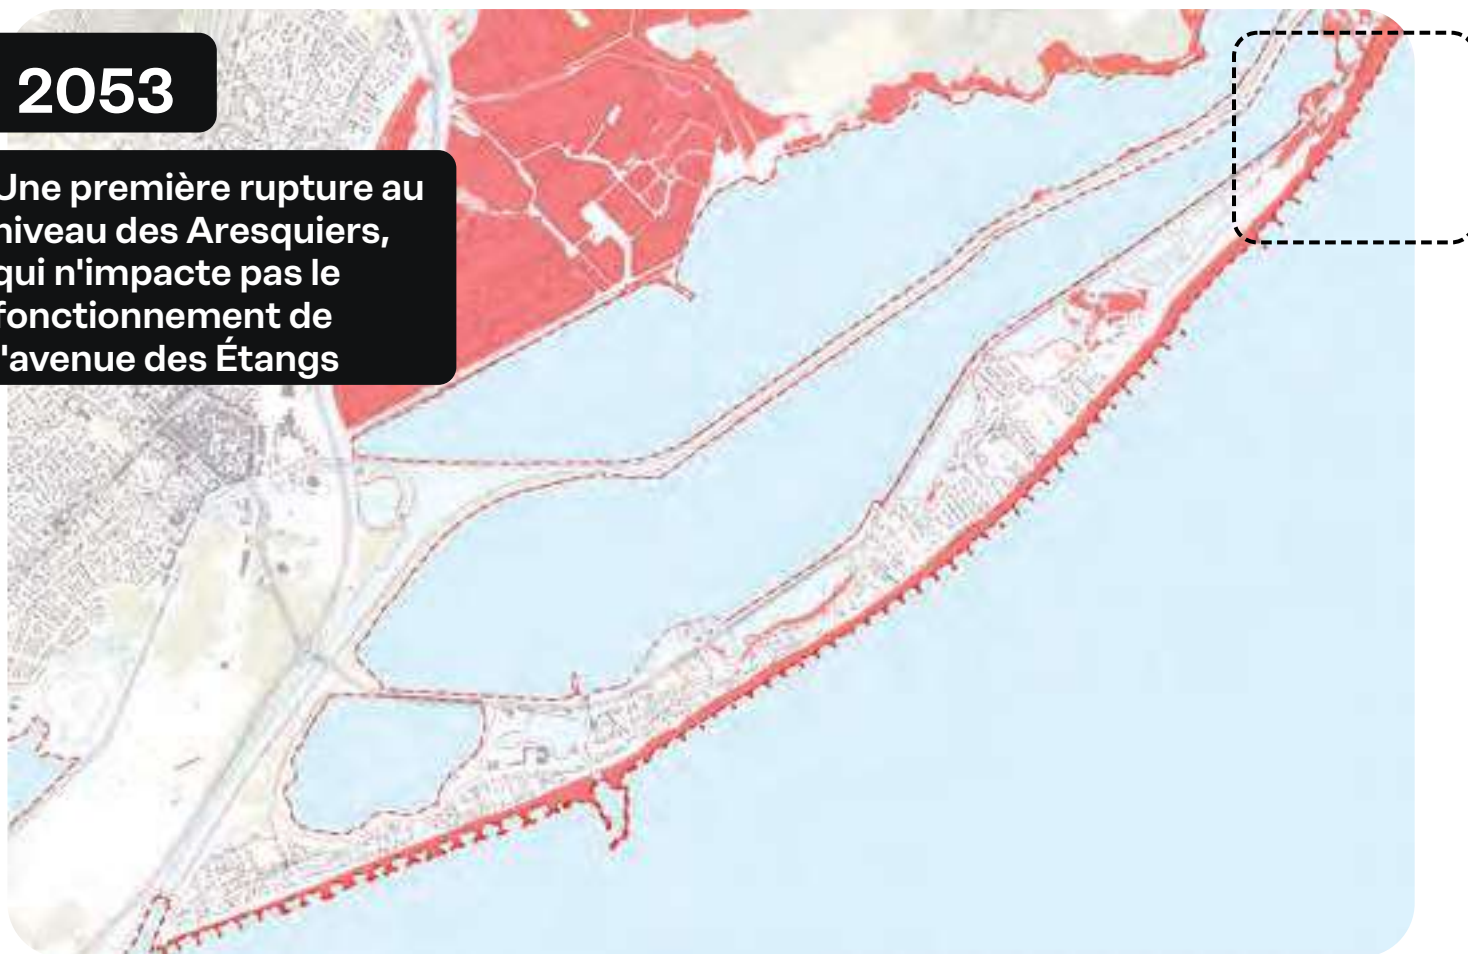 2053
Une première rupture au
niveau des Aresquiers,
qui n'impacte pas le
fonctionnement de
l'avenue des Étangs